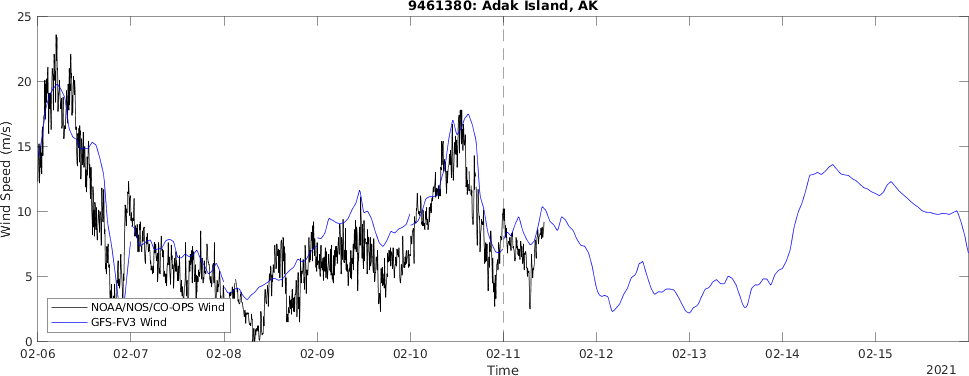 9461380: Adak Island, AK
25
20
15
10
5
0
Wind Speed (m/s)
NOAA/NOS/CO-OPS Wind
GFS-FV3 Wind
02-06 02-07 02-08 02-09 02-10 02-11 02-12 02-13 02-14 02-15
Time
2021